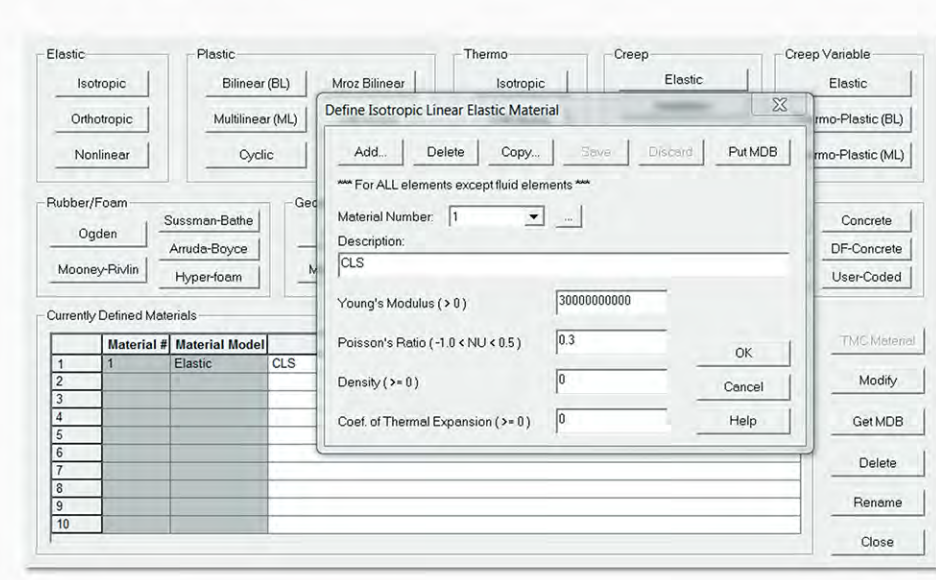 Elastic Plastic Thermo Creep Creep Variable
Isotropic Bilinear (BL) Mroz Bilinear Isotropic Elastic Elastic
Define Isotropic Linear Elastic Material
Orthotropic Multilinear (ML) rmo-Plastic (BL)
Nonlinear Cyclic rmo-Plastic (ML)
Add... Delete Copy... Save Discard Put MDB
*** For ALL elements except fluid elements ***
Rubber/Foam Geo
Material Number: 1 ...
Ogden Sussman-Bathe Concrete
Description:
Arruda-Boyce DF-Concrete
CLS
Mooney-Rivlin Hyper-foam M User-Coded
Young's Modulus ( > 0 ) 30000000000
Currently Defined Materials
Poisson's Ratio ( -1.0 < NU < 0.5 ) 0.3
Material # Material Model
TMC Material
OK
1 1 Elastic CLS
2
Density ( >= 0 ) 0
Cancel Modify
3
4
Coef. of Thermal Expansion ( >= 0 ) 0
Help Get MDB
5
6
7
Delete
8
9
Rename
10
Close